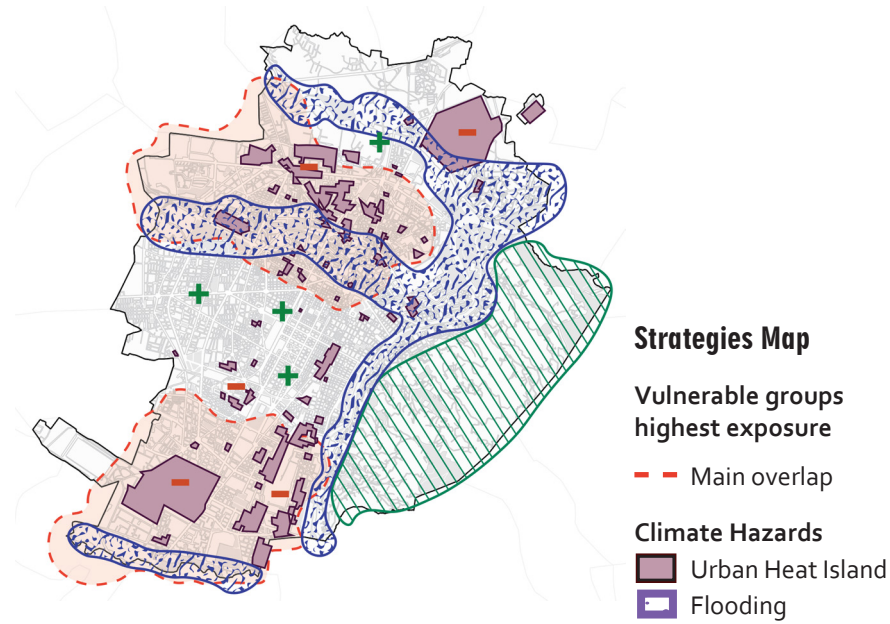 Strategies Map
Vulnerable groups
highest exposure
Main overlap
Climate Hazards
Urban Heat Island
Flooding